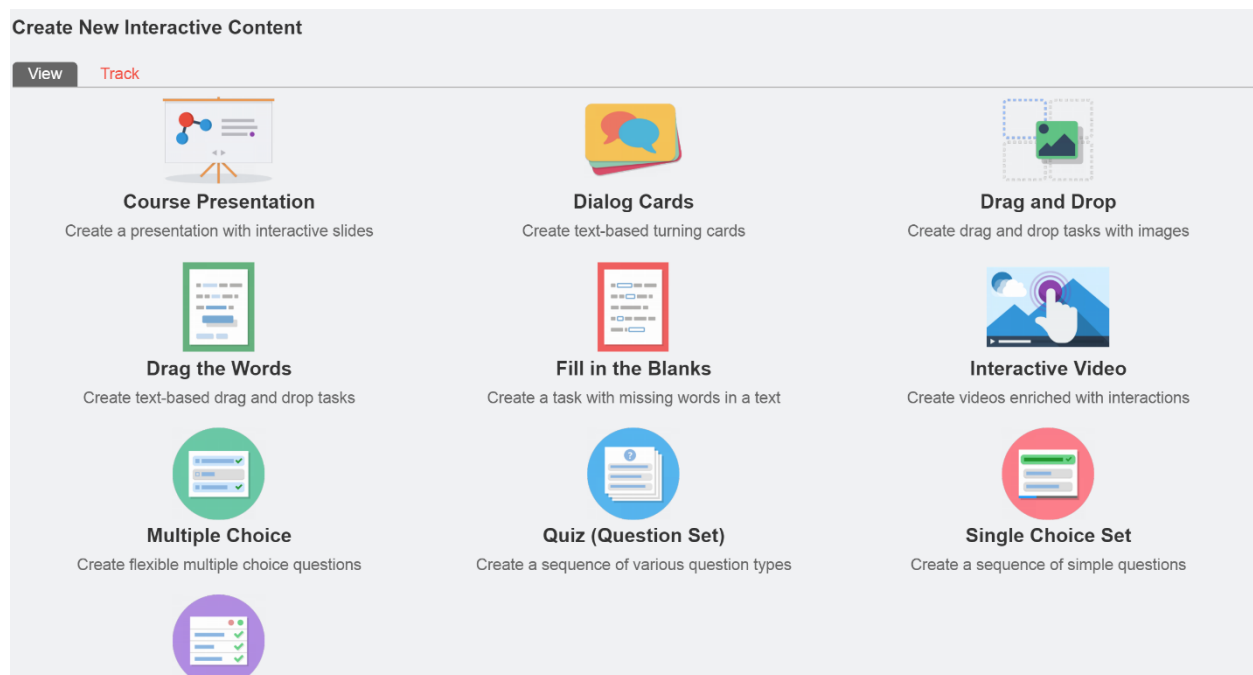 Create New Interactive Content
View Track
Course Presentation
Create a presentation with interactive slides
Dialog Cards
Create text-based turning cards
Drag and Drop
Create drag and drop tasks with images
Drag the Words
Create text-based drag and drop tasks
Fill in the Blanks
Create a task with missing words in a text
Interactive Video
Create videos enriched with interactions
Multiple Choice
Create flexible multiple choice questions
Quiz (Question Set)
Create a sequence of various question types
Single Choice Set
Create a sequence of simple questions